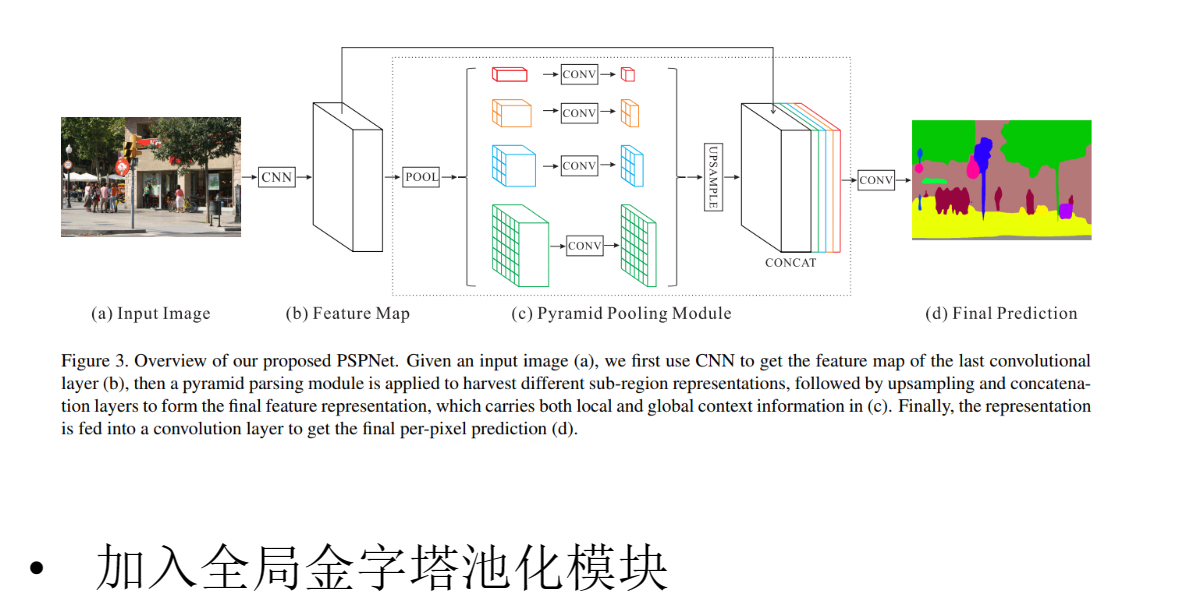 CONV
CONV
CONV
CONV
CNN
POOL
UPSAMPLE
CONV
CONCAT
(a) Input Image
(b) Feature Map
(c) Pyramid Pooling Module
(d) Final Prediction
Figure 3. Overview of our proposed PSPNet. Given an input image (a), we first use CNN to get the feature map of the last convolutional
layer (b), then a pyramid parsing module is applied to harvest different sub-region representations, followed by upsampling and concatena-
tion layers to form the final feature representation, which carries both local and global context information in (c). Finally, the representation
is fed into a convolution layer to get the final per-pixel prediction (d).
• 加入全局金字塔池化模块